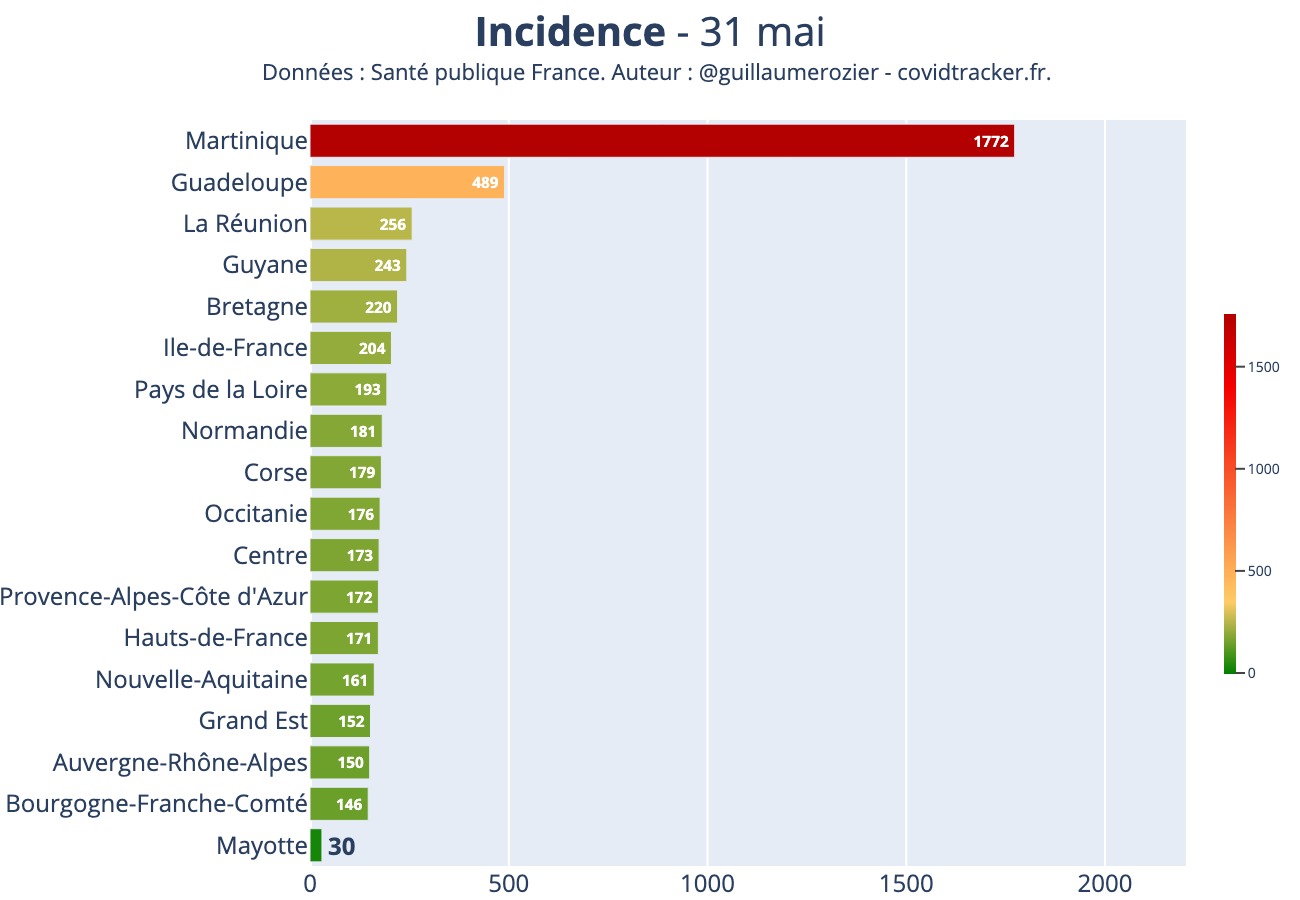 Incidence - 31 mai
Données : Santé publique France. Auteur : @guillaumerozier - covidtracker.fr.
Martinique 1772
Guadeloupe 489
La Réunion 256
Guyane 243
Bretagne 220
Ile-de-France 204
Pays de la Loire 193
Normandie 181
Corse 179
Occitanie 176
Centre 173
Provence-Alpes-Côte d'Azur 172
Hauts-de-France 171
Nouvelle-Aquitaine 161
Grand Est 152
Auvergne-Rhône-Alpes 150
Bourgogne-Franche-Comté 146
Mayotte 30
0 500 1000 1500 2000
1500
1000
500
0